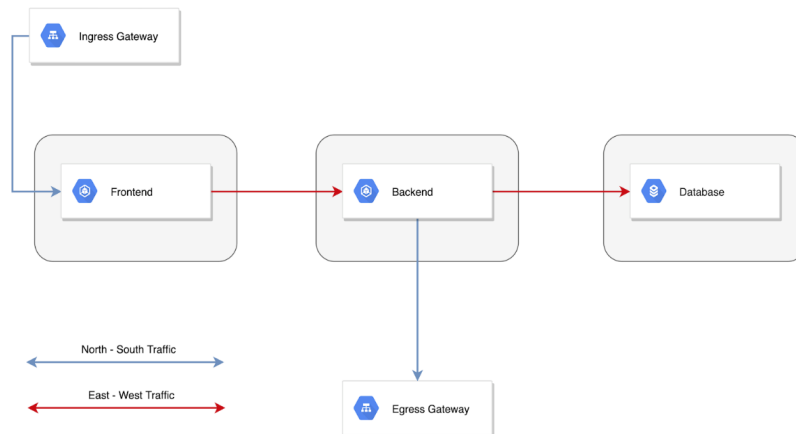 Ingress Gateway
Frontend
Backend
Database
North - South Traffic
East - West Traffic
Egress Gateway